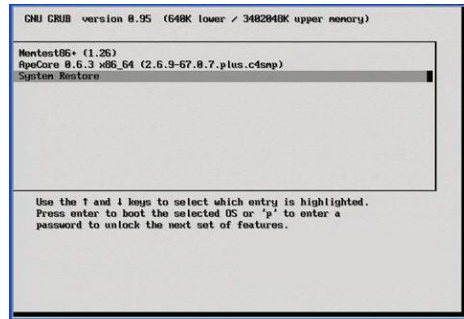 GNU GRUB version 0.95 (640K lower / 3402048K upper memory)
Memtest86+ (1.26)
ApeCore 0.6.3 x86_64 (2.6.9-67.0.7.plus.c4smp)
System Restore
Use the ↑ and ↓ keys to select which entry is highlighted.
Press enter to boot the selected OS or 'p' to enter a
password to unlock the next set of features.